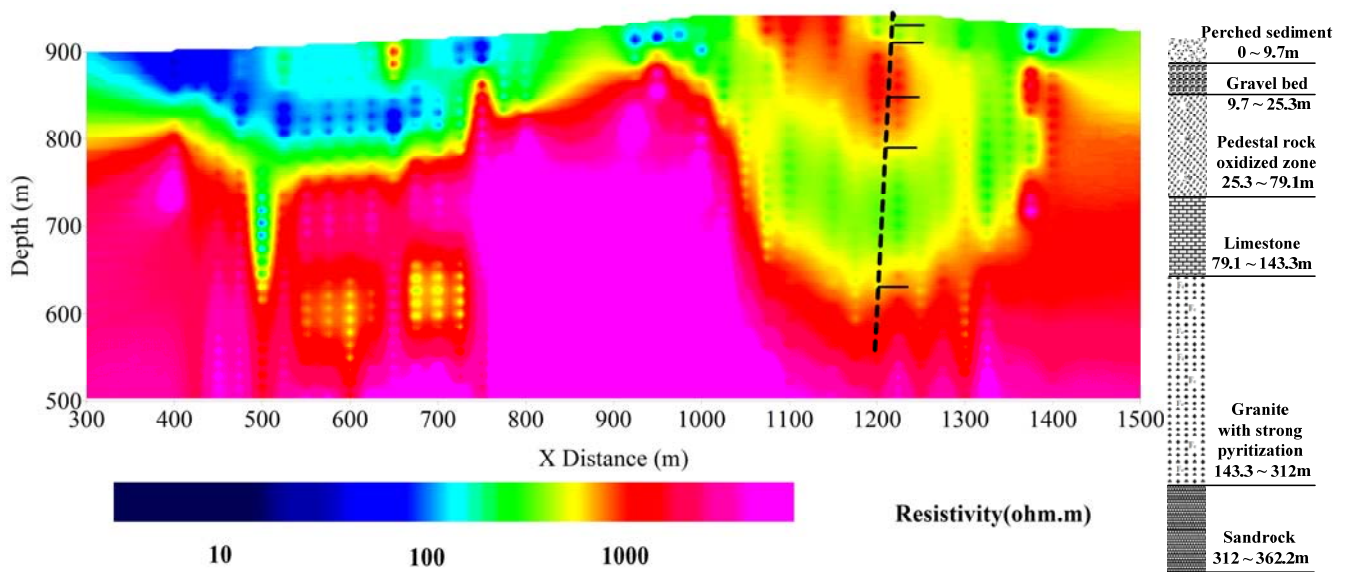 Depth (m)
900
800
700
600
500
300 400 500 600 700 800 900 1000 1100 1200 1300 1400 1500
X Distance (m)
10 100 1000
Resistivity(ohm.m)
Perched sediment
0 ~ 9.7m
Gravel bed
9.7 ~ 25.3m
Pedestal rock
oxidized zone
25.3 ~ 79.1m
Limestone
79.1 ~ 143.3m
Granite
with strong
pyritization
143.3 ~ 312m
Sandrock
312 ~ 362.2m